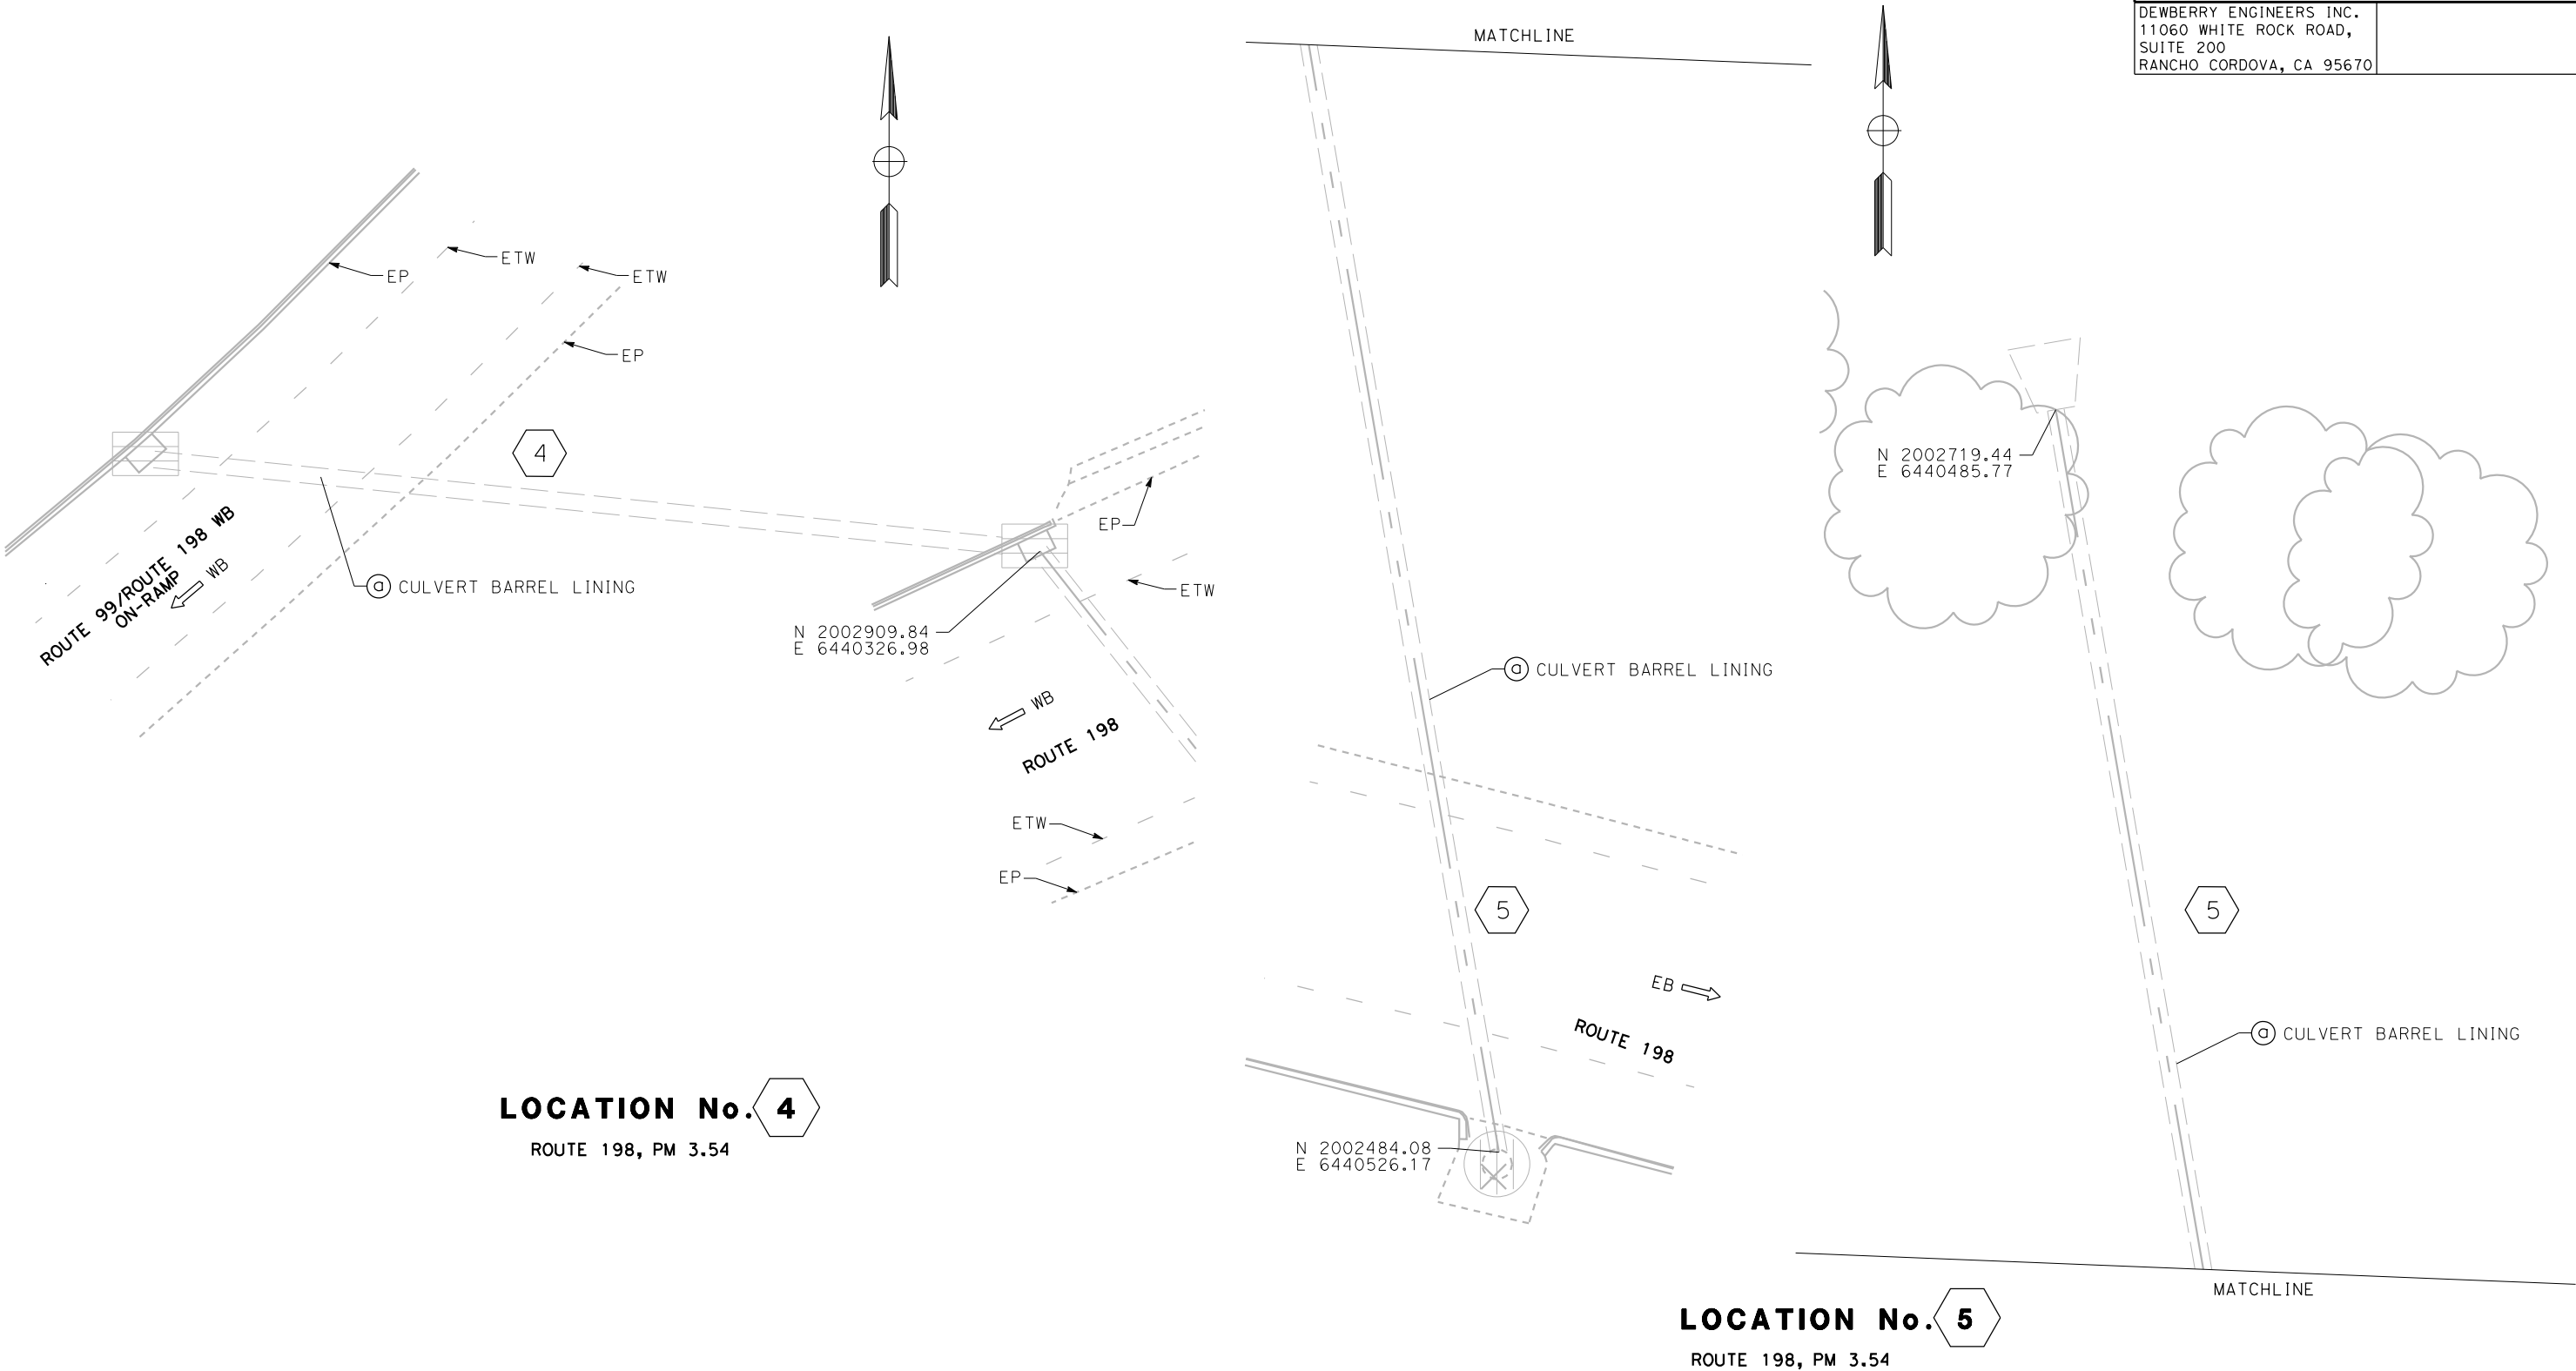 DEWBERRY ENGINEERS INC.
11060 WHITE ROCK ROAD,
SUITE 200
RANCHO CORDOVA, CA 95670
EP
ETW
ETW
EP
4
ROUTE 99/ROUTE 198 WB
ON-RAMP
WB
a CULVERT BARREL LINING
EP
ETW
N 2002909.84
E 6440326.98
WB
ROUTE 198
ETW
EP
LOCATION No. 4
ROUTE 198, PM 3.54
MATCHLINE
a CULVERT BARREL LINING
5
EB
ROUTE 198
N 2002484.08
E 6440526.17
N 2002719.44
E 6440485.77
5
a CULVERT BARREL LINING
MATCHLINE
LOCATION No. 5
ROUTE 198, PM 3.54